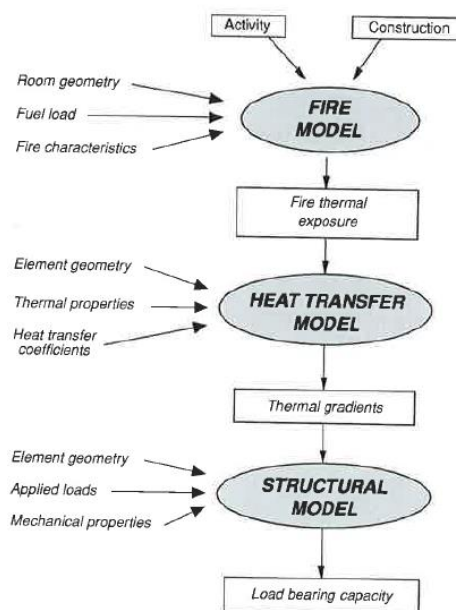 Activity
Construction
Room geometry
Fuel load
Fire characteristics
FIRE
MODEL
Fire thermal
exposure
Element geometry
Thermal properties
Heat transfer
coefficients
HEAT TRANSFER
MODEL
Thermal gradients
Element geometry
Applied loads
Mechanical properties
STRUCTURAL
MODEL
Load bearing capacity